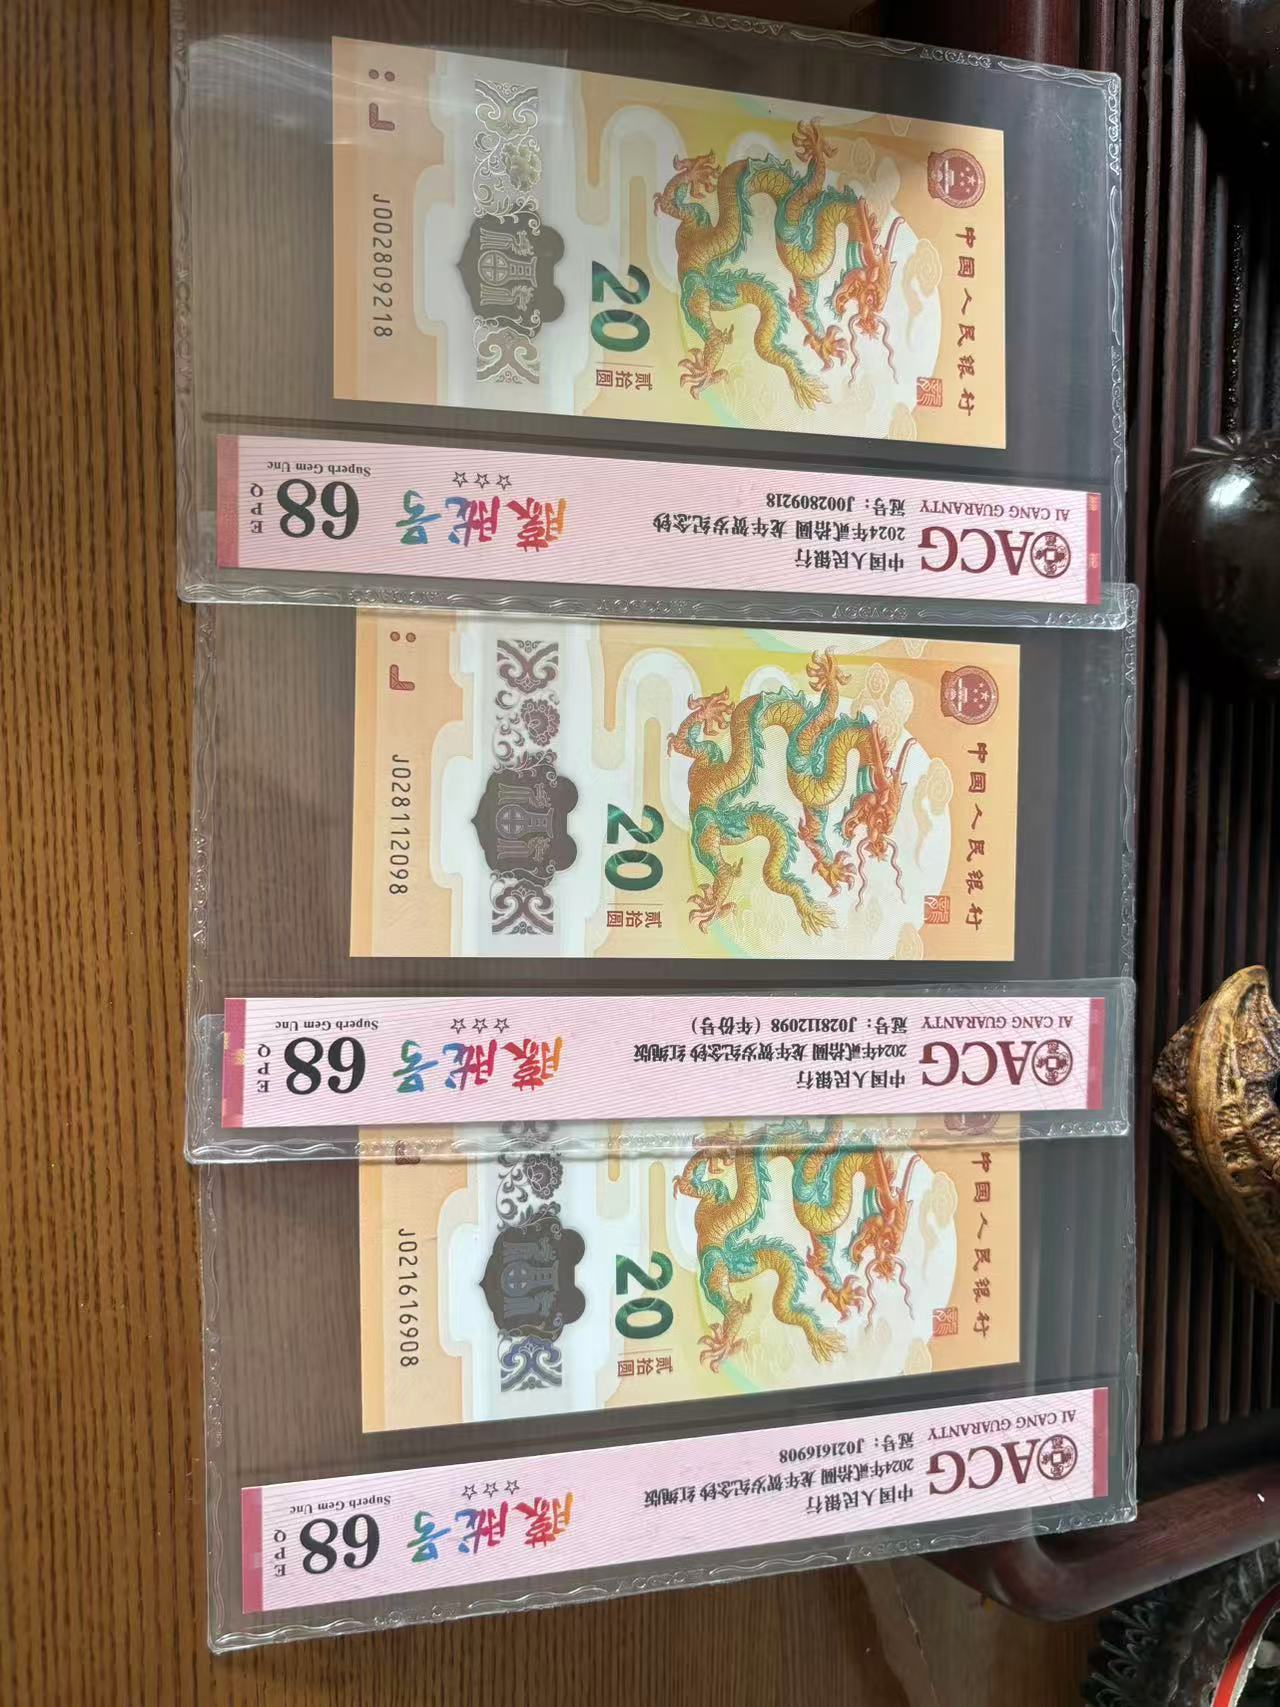 中国人民银行
20
贰拾圆
J002809218
ACG
AI CANG GUARANTY
中国人民银行
2024年贰拾圆 龙年贺岁纪念钞
冠号：J002809218
☆☆☆
68
Superb Gem Unc
QPE
中国人民银行
20
贰拾圆
J028112098
ACG
AI CANG GUARANTY
中国人民银行
2024年贰拾圆 龙年贺岁纪念钞 红绳版
冠号：J028112098（年份号）
☆☆☆
68
Superb Gem Unc
QPE
中国人民银行
20
贰拾圆
J021616908
ACG
AI CANG GUARANTY
中国人民银行
2024年贰拾圆 龙年贺岁纪念钞 红绳版
冠号：J021616908
☆☆☆
68
Superb Gem Unc
QPE